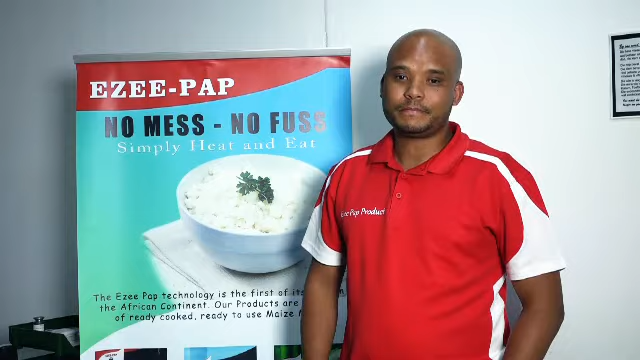 EZEE-PAP
NO MESS - NO FUSS
Simply Heat and Eat
Ezee Pap Product
The Ezee Pap technology is the first of its
the African Continent. Our Products are
of ready cooked, ready to use Maize